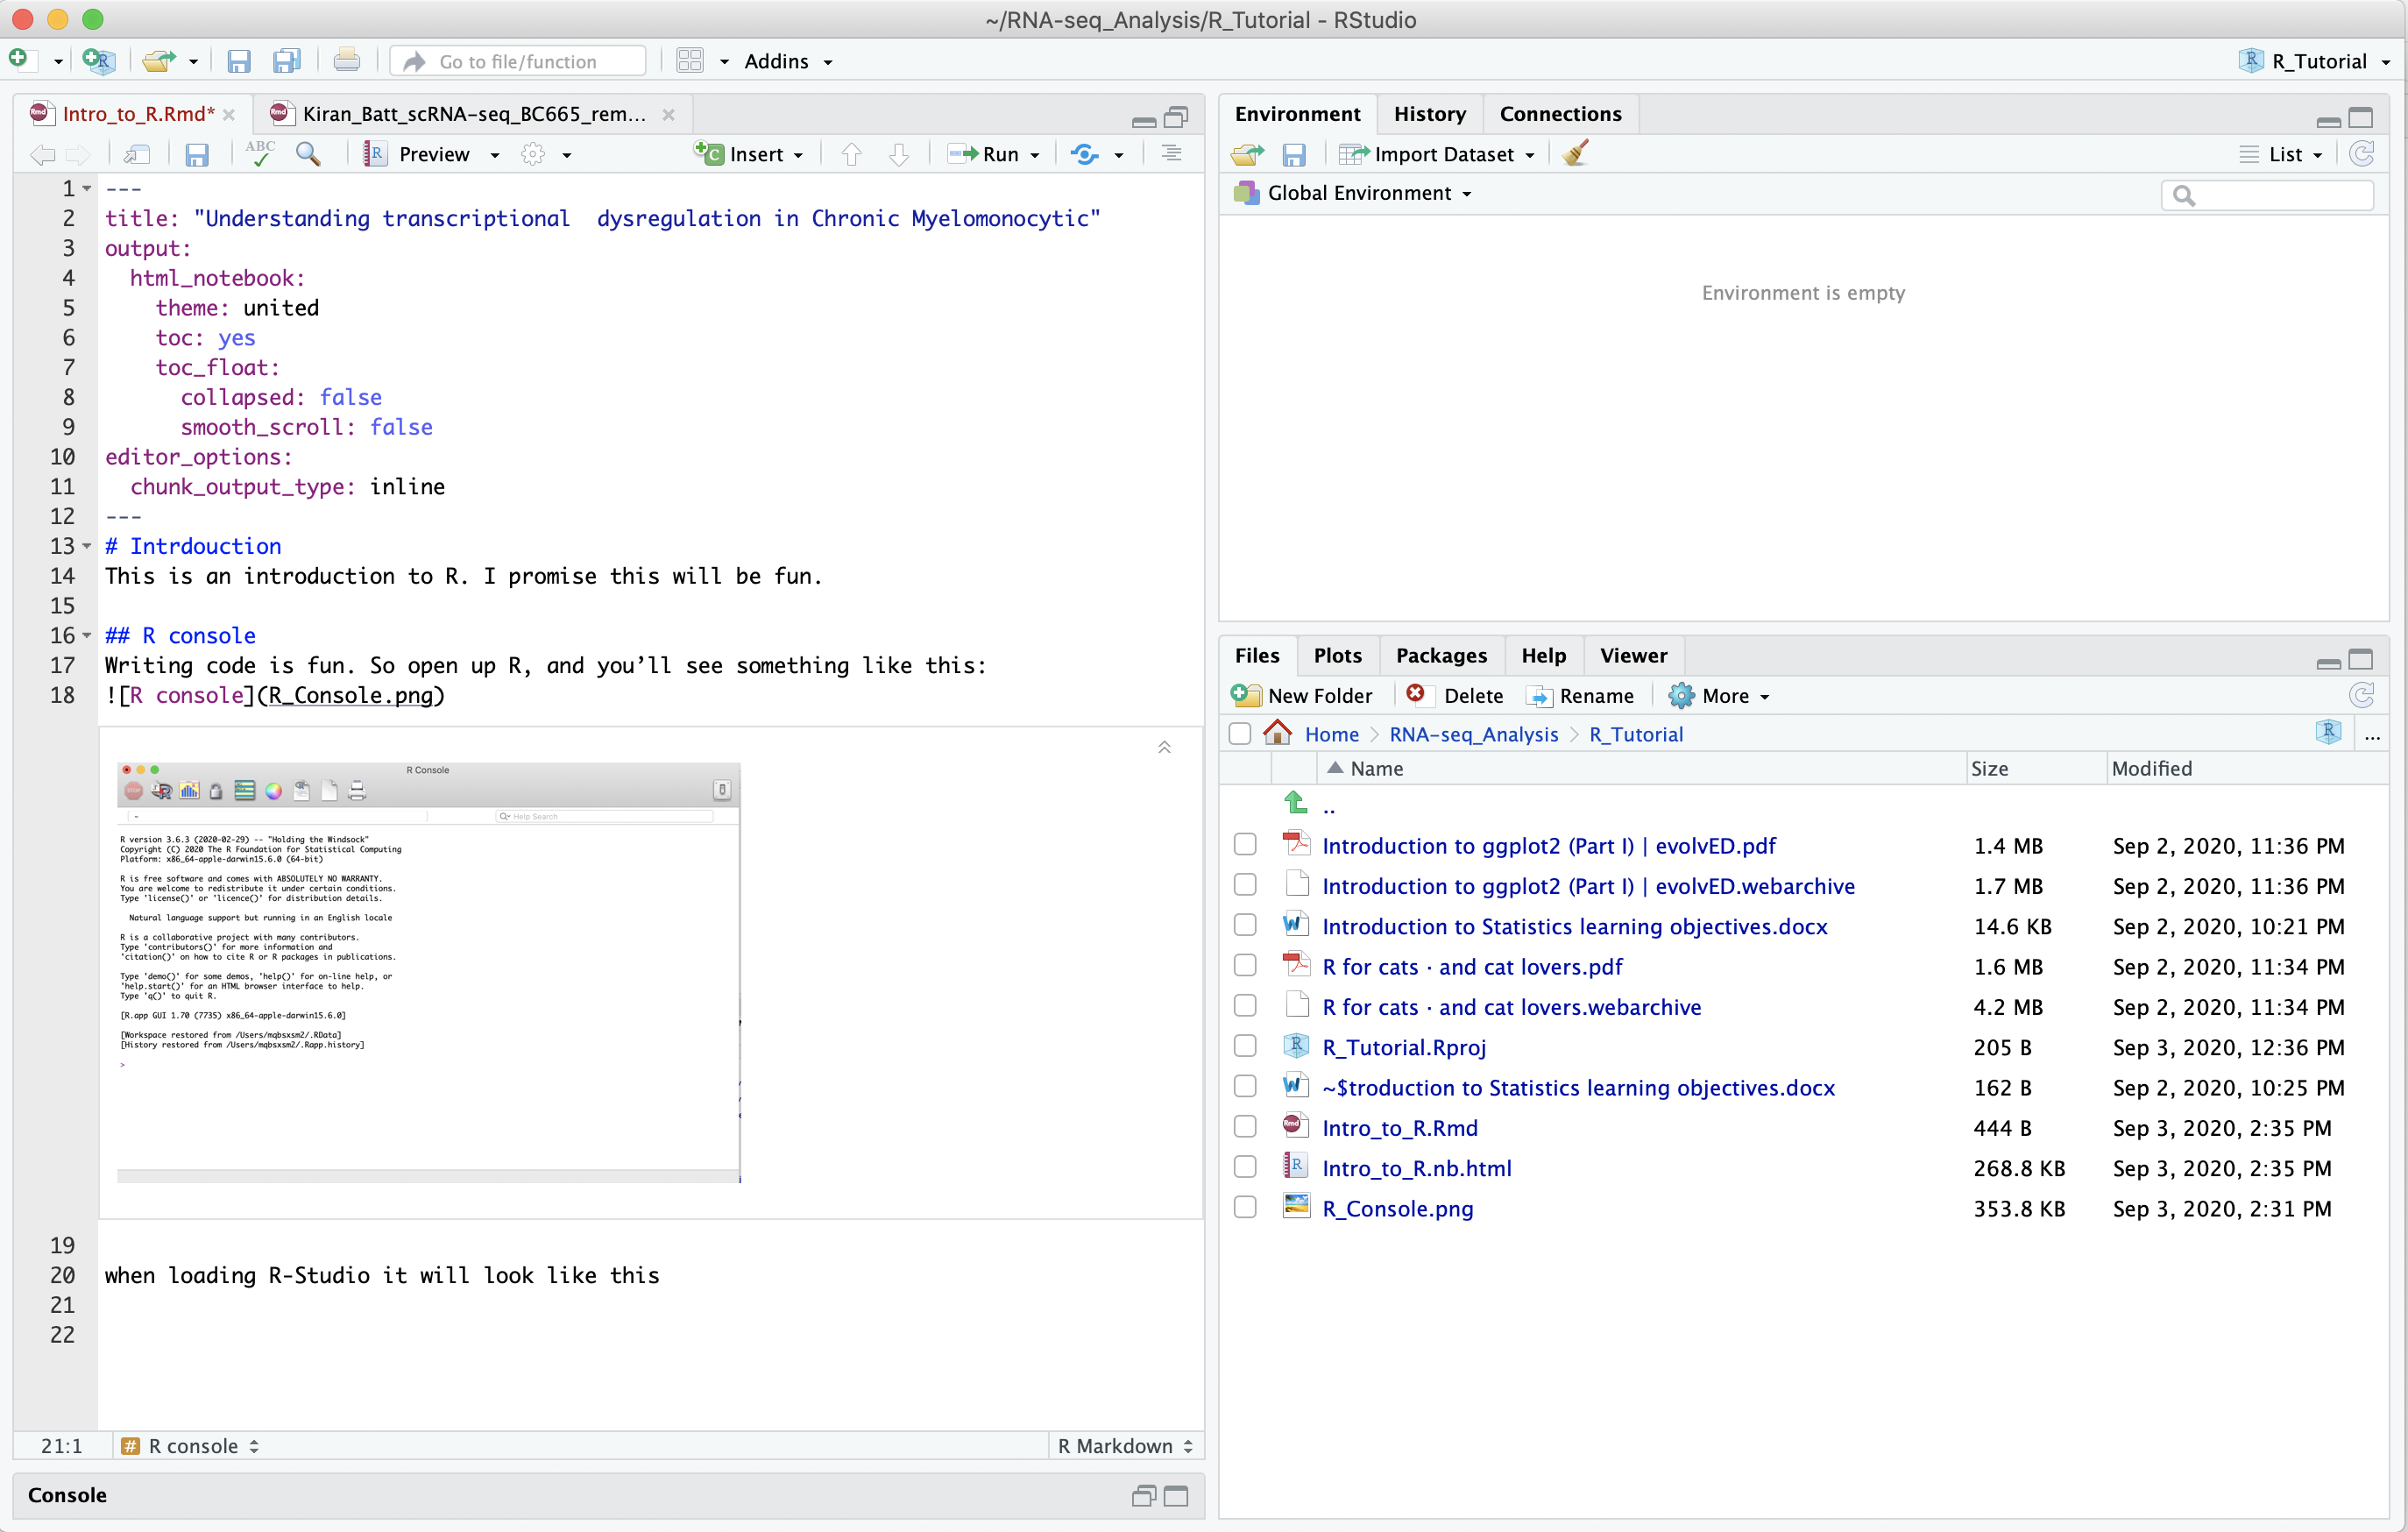 ~/RNA-seq_Analysis/R_Tutorial - RStudio
Go to file/function
Addins
R_Tutorial
Intro_to_R.Rmd*
Kiran_Batt_scRNA-seq_BC665_rem...
ABC
Preview
Insert
Run
1 ---
2 title: "Understanding transcriptional  dysregulation in Chronic Myelomonocytic"
3 output:
4   html_notebook:
5     theme: united
6     toc: yes
7     toc_float:
8       collapsed: false
9       smooth_scroll: false
10 editor_options:
11   chunk_output_type: inline
12 ---
13 # Intrdouction
14 This is an introduction to R. I promise this will be fun.
15
16 ## R console
17 Writing code is fun. So open up R, and you’ll see something like this:
18 ![R console](R_Console.png)
R Console
STOP
Help Search
R version 3.6.3 (2020-02-29) -- "Holding the Windsock"
Copyright (C) 2020 The R Foundation for Statistical Computing
Platform: x86_64-apple-darwin15.6.0 (64-bit)
R is free software and comes with ABSOLUTELY NO WARRANTY.
You are welcome to redistribute it under certain conditions.
Type 'license()' or 'licence()' for distribution details.
Natural language support but running in an English locale
R is a collaborative project with many contributors.
Type 'contributors()' for more information and
'citation()' on how to cite R or R packages in publications.
Type 'demo()' for some demos, 'help()' for on-line help, or
'help.start()' for an HTML browser interface to help.
Type 'q()' to quit R.
[R.app GUI 1.70 (7735) x86_64-apple-darwin15.6.0]
[Workspace restored from /Users/mqbsxsm2/.RData]
[History restored from /Users/mqbsxsm2/.Rapp.history]
>
19
20 when loading R-Studio it will look like this
21
22
21:1
# R console
R Markdown
Console
Environment
History
Connections
Import Dataset
List
Global Environment
Environment is empty
Files
Plots
Packages
Help
Viewer
New Folder
Delete
Rename
More
Home
RNA-seq_Analysis
R_Tutorial
...
Name Size Modified
..
Introduction to ggplot2 (Part I) | evolvED.pdf 1.4 MB Sep 2, 2020, 11:36 PM
Introduction to ggplot2 (Part I) | evolvED.webarchive 1.7 MB Sep 2, 2020, 11:36 PM
Introduction to Statistics learning objectives.docx 14.6 KB Sep 2, 2020, 10:21 PM
R for cats · and cat lovers.pdf 1.6 MB Sep 2, 2020, 11:34 PM
R for cats · and cat lovers.webarchive 4.2 MB Sep 2, 2020, 11:34 PM
R_Tutorial.Rproj 205 B Sep 3, 2020, 12:36 PM
~$troduction to Statistics learning objectives.docx 162 B Sep 2, 2020, 10:25 PM
Intro_to_R.Rmd 444 B Sep 3, 2020, 2:35 PM
Intro_to_R.nb.html 268.8 KB Sep 3, 2020, 2:35 PM
R_Console.png 353.8 KB Sep 3, 2020, 2:31 PM